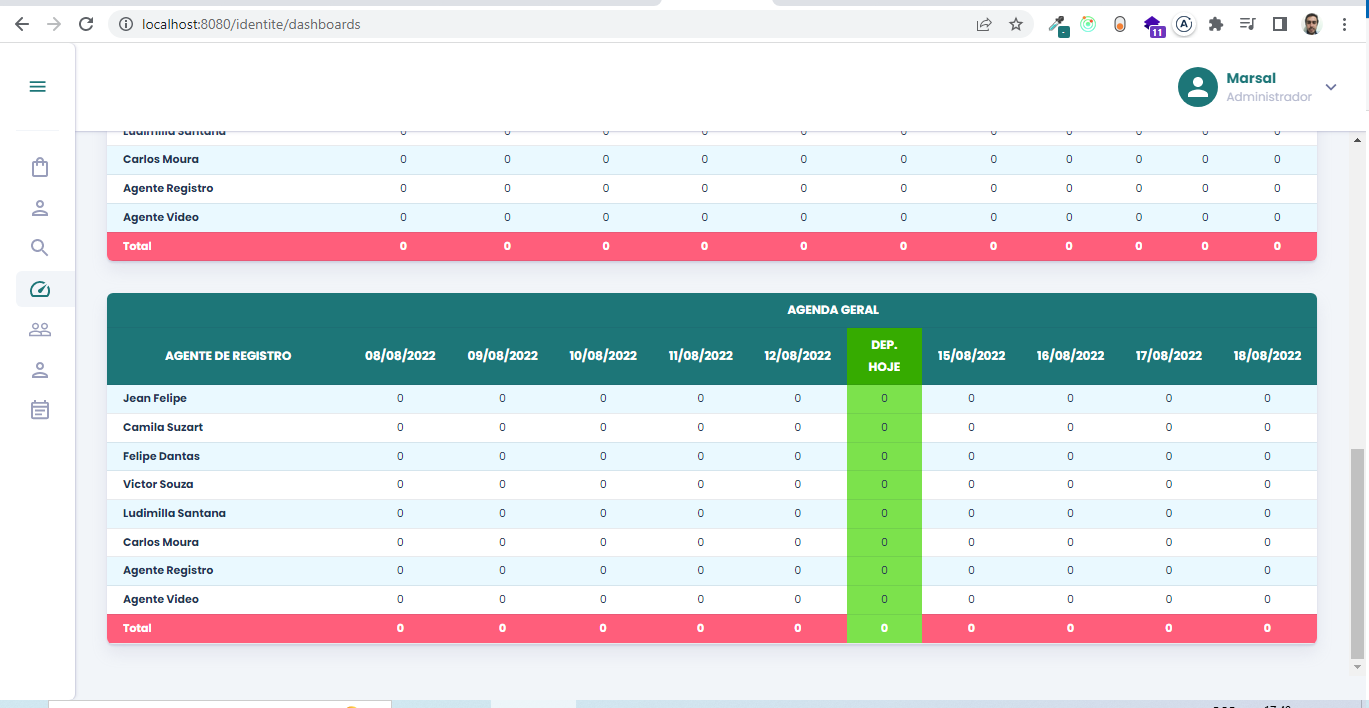 localhost:8080/identite/dashboards
11
Marsal
Administrador
Ludimilla Santana 0 0 0 0 0 0 0 0 0 0 0
Carlos Moura 0 0 0 0 0 0 0 0 0 0 0
Agente Registro 0 0 0 0 0 0 0 0 0 0 0
Agente Video 0 0 0 0 0 0 0 0 0 0 0
Total 0 0 0 0 0 0 0 0 0 0 0
AGENDA GERAL
AGENTE DE REGISTRO 08/08/2022 09/08/2022 10/08/2022 11/08/2022 12/08/2022 DEP. 15/08/2022 16/08/2022 17/08/2022 18/08/2022
HOJE
Jean Felipe 0 0 0 0 0 0 0 0 0 0
Camila Suzart 0 0 0 0 0 0 0 0 0 0
Felipe Dantas 0 0 0 0 0 0 0 0 0 0
Victor Souza 0 0 0 0 0 0 0 0 0 0
Ludimilla Santana 0 0 0 0 0 0 0 0 0 0
Carlos Moura 0 0 0 0 0 0 0 0 0 0
Agente Registro 0 0 0 0 0 0 0 0 0 0
Agente Video 0 0 0 0 0 0 0 0 0 0
Total 0 0 0 0 0 0 0 0 0 0